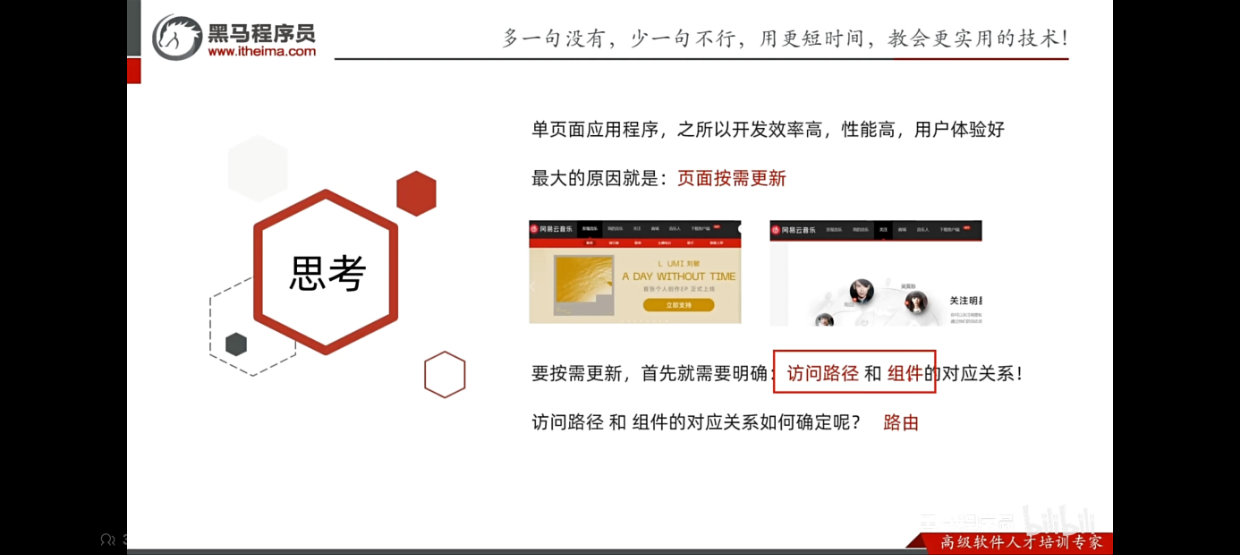 黑马程序员
www.itheima.com
多一句没有，少一句不行，用更短时间，教会更实用的技术！
单页面应用程序，之所以开发效率高，性能高，用户体验好
最大的原因就是：页面按需更新
思考
网易云音乐
L UMI 刘敏
A DAY WITHOUT TIME
立即支持
网易云音乐
关注明星
要按需更新，首先就需要明确：访问路径 和 组件的对应关系！
访问路径 和 组件的对应关系如何确定呢？ 路由
bilibili
高级软件人才培训专家